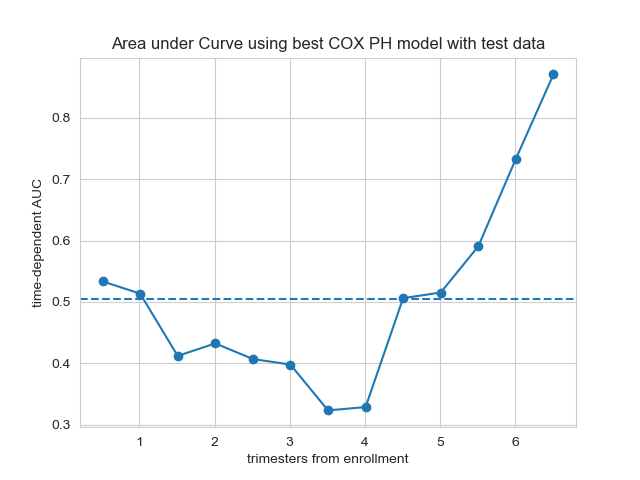 Area under Curve using best COX PH model with test data
time-dependent AUC
0.8
0.7
0.6
0.5
0.4
0.3
1 2 3 4 5 6
trimesters from enrollment